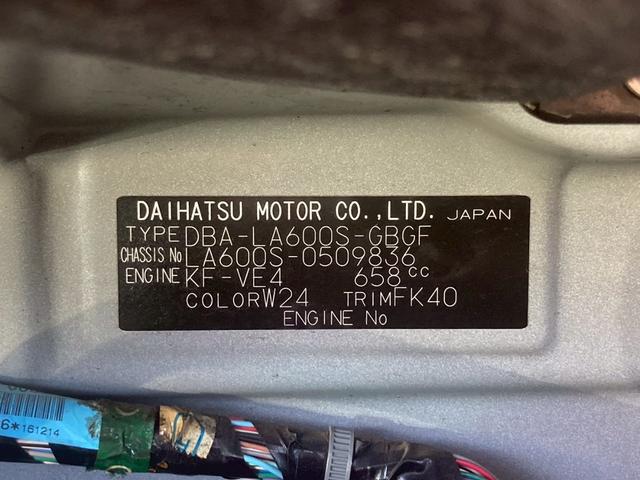 DAIHATSU MOTOR CO.,LTD. JAPAN
TYPE DBA-LA600S-GBGF
CHASSIS No LA600S-0509836
ENGINE KF-VE4 658cc
COLOR W24 TRIM FK40
ENGINE No
6*161214